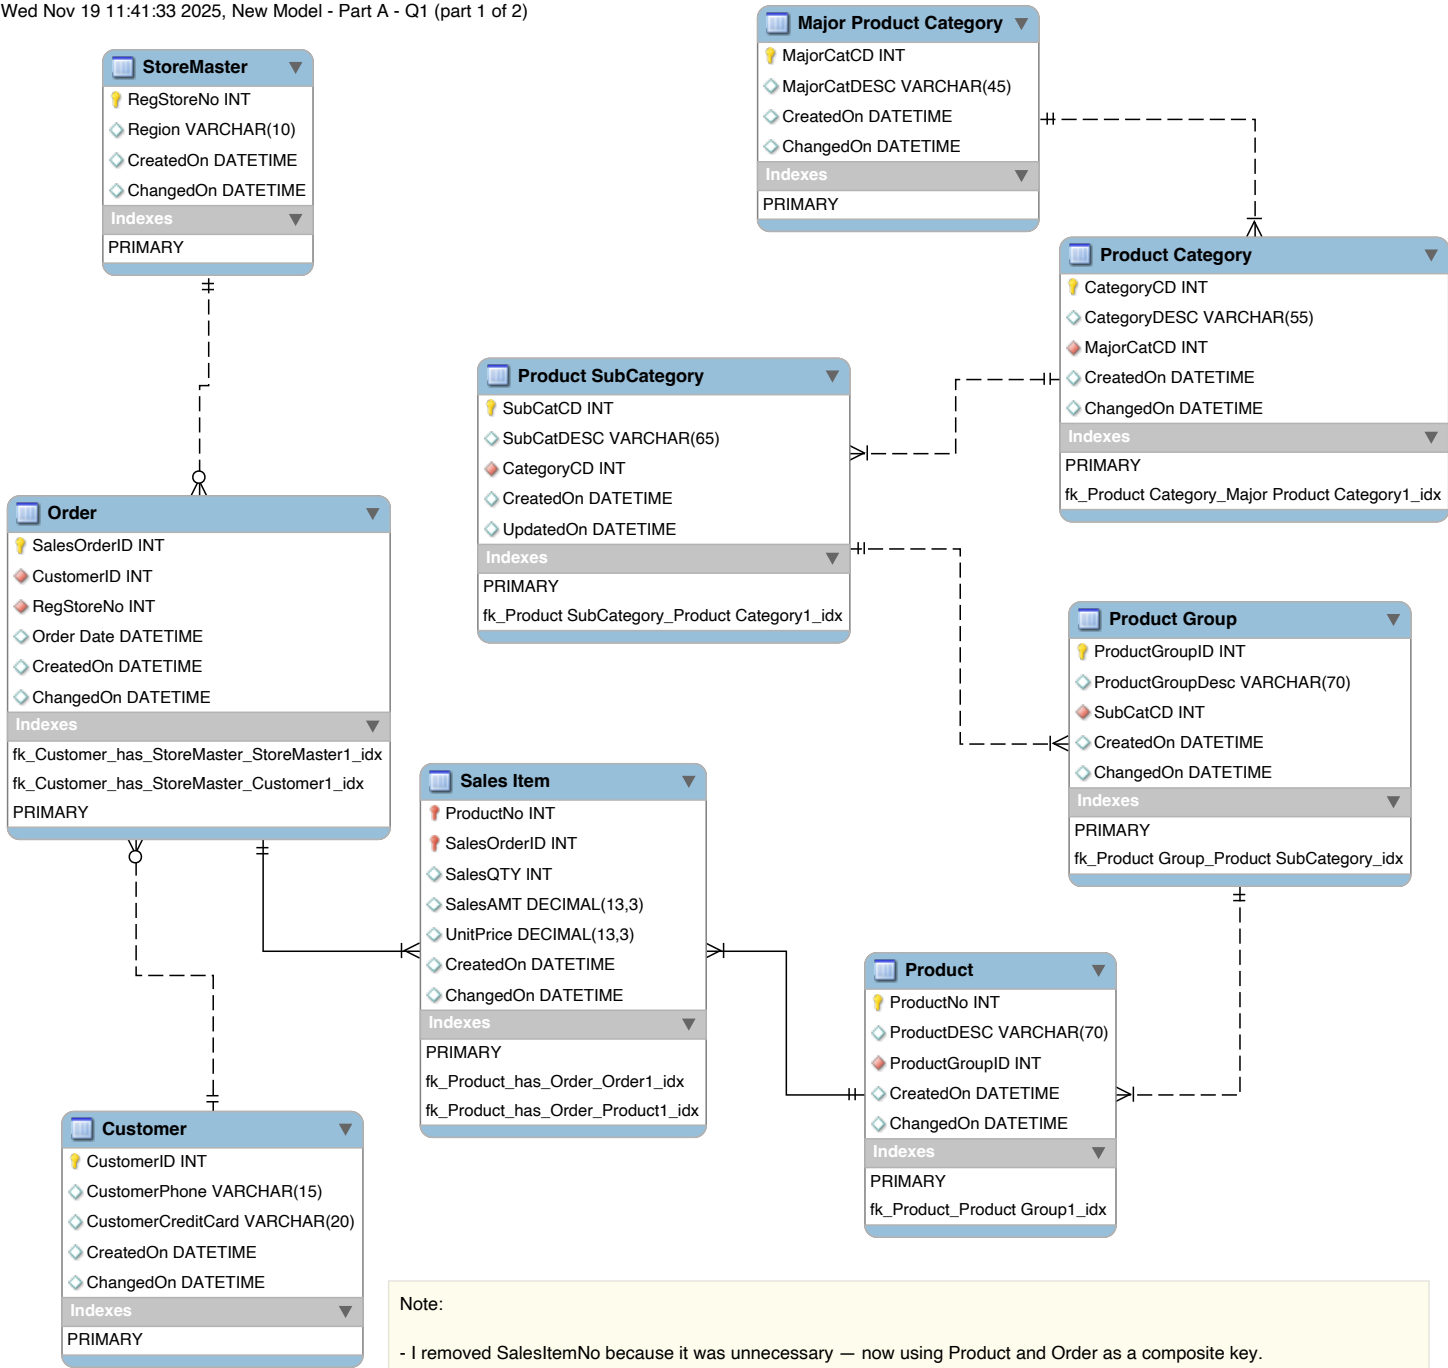 Wed Nov 19 11:41:33 2025, New Model - Part A - Q1 (part 1 of 2)
StoreMaster
RegStoreNo INT
Region VARCHAR(10)
CreatedOn DATETIME
ChangedOn DATETIME
Indexes
PRIMARY
Major Product Category
MajorCatCD INT
MajorCatDESC VARCHAR(45)
CreatedOn DATETIME
ChangedOn DATETIME
Indexes
PRIMARY
Product Category
CategoryCD INT
CategoryDESC VARCHAR(55)
MajorCatCD INT
CreatedOn DATETIME
ChangedOn DATETIME
Indexes
PRIMARY
fk_Product Category_Major Product Category1_idx
Product SubCategory
SubCatCD INT
SubCatDESC VARCHAR(65)
CategoryCD INT
CreatedOn DATETIME
UpdatedOn DATETIME
Indexes
PRIMARY
fk_Product SubCategory_Product Category1_idx
Order
SalesOrderID INT
CustomerID INT
RegStoreNo INT
Order Date DATETIME
CreatedOn DATETIME
ChangedOn DATETIME
Indexes
fk_Customer_has_StoreMaster_StoreMaster1_idx
fk_Customer_has_StoreMaster_Customer1_idx
PRIMARY
Product Group
ProductGroupID INT
ProductGroupDesc VARCHAR(70)
SubCatCD INT
CreatedOn DATETIME
ChangedOn DATETIME
Indexes
PRIMARY
fk_Product Group_Product SubCategory_idx
Sales Item
ProductNo INT
SalesOrderID INT
SalesQTY INT
SalesAMT DECIMAL(13,3)
UnitPrice DECIMAL(13,3)
CreatedOn DATETIME
ChangedOn DATETIME
Indexes
PRIMARY
fk_Product_has_Order_Order1_idx
fk_Product_has_Order_Product1_idx
Product
ProductNo INT
ProductDESC VARCHAR(70)
ProductGroupID INT
CreatedOn DATETIME
ChangedOn DATETIME
Indexes
PRIMARY
fk_Product_Product Group1_idx
Customer
CustomerID INT
CustomerPhone VARCHAR(15)
CustomerCreditCard VARCHAR(20)
CreatedOn DATETIME
ChangedOn DATETIME
Indexes
PRIMARY
Note:
- I removed SalesItemNo because it was unnecessary — now using Product and Order as a composite key.